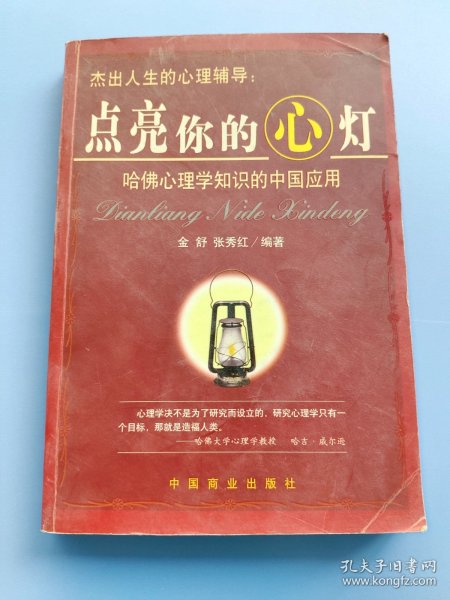 杰出人生的心理辅导:
点亮你的心灯
哈佛心理学知识的中国应用
Dianliang Nide Xindeng
金 舒 张秀红/编著
心理学决不是为了研究而设立的，研究心理学只有一
个目标，那就是造福人类。
——哈佛大学心理学教授 哈吉·威尔逊
中国商业出版社
孔夫子旧书网
www.kongfz.com